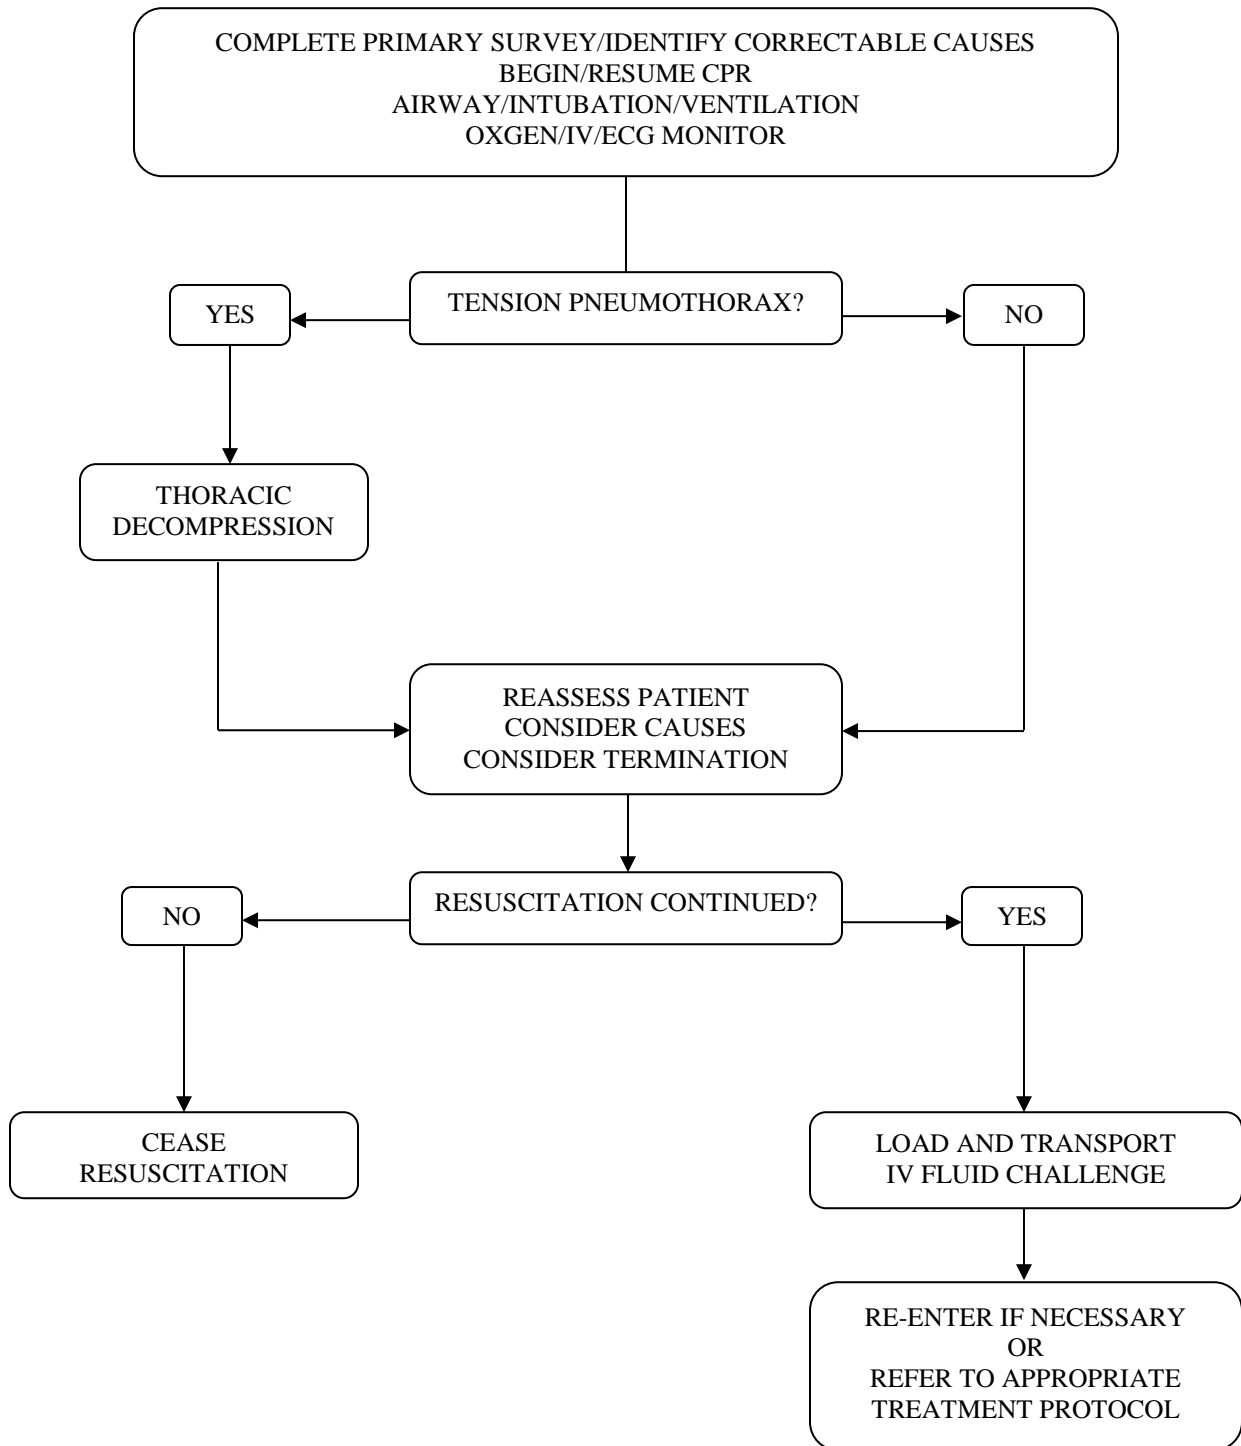 COMPLETE PRIMARY SURVEY/IDENTIFY CORRECTABLE CAUSES
BEGIN/RESUME CPR
AIRWAY/INTUBATION/VENTILATION
OXGEN/IV/ECG MONITOR
YES
TENSION PNEUMOTHORAX?
NO
THORACIC
DECOMPRESSION
REASSESS PATIENT
CONSIDER CAUSES
CONSIDER TERMINATION
NO
RESUSCITATION CONTINUED?
YES
CEASE
RESUSCITATION
LOAD AND TRANSPORT
IV FLUID CHALLENGE
RE-ENTER IF NECESSARY
OR
REFER TO APPROPRIATE
TREATMENT PROTOCOL